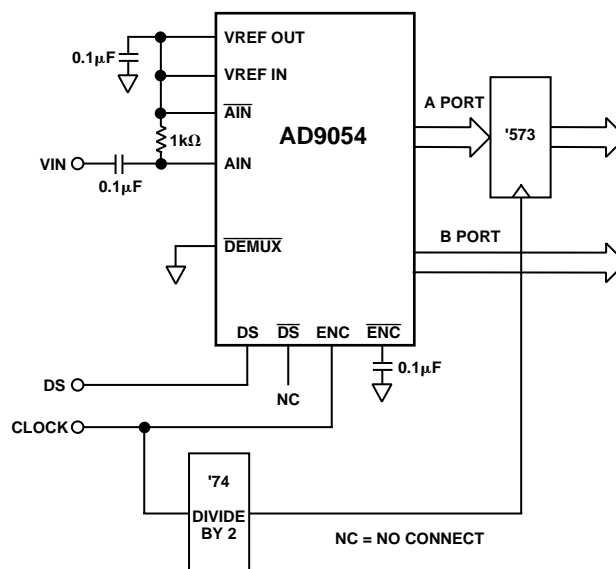 VREF OUT
0.1µF
VREF IN
A PORT
AIN
AD9054
'573
1kΩ
VIN
AIN
0.1µF
B PORT
DEMUX
DS DS ENC ENC
0.1µF
DS
NC
CLOCK
'74
DIVIDE
BY 2
NC = NO CONNECT